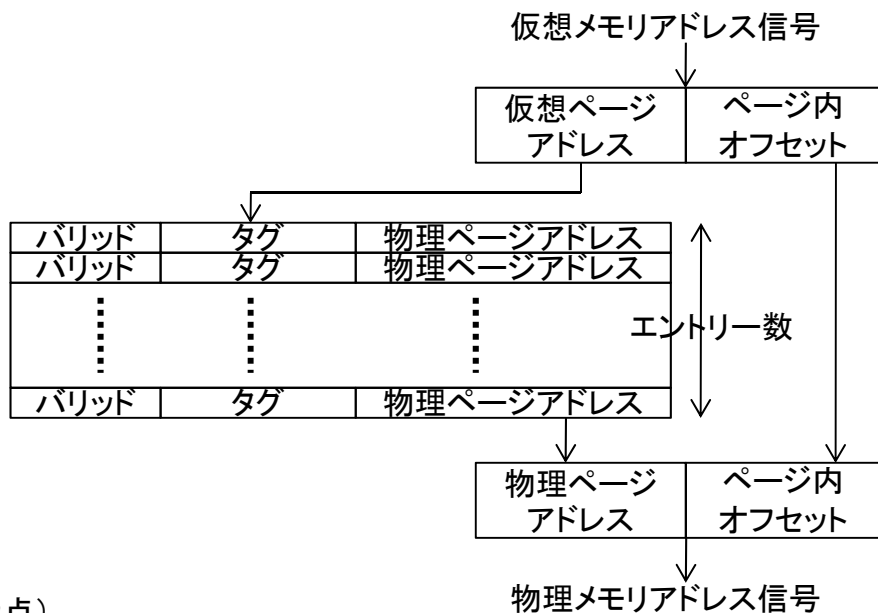 仮想メモリアドレス信号
仮想ページ
アドレス
ページ内
オフセット
バリッド タグ 物理ページアドレス
バリッド タグ 物理ページアドレス
エントリー数
バリッド タグ 物理ページアドレス
物理ページ
アドレス
ページ内
オフセット
点）
物理メモリアドレス信号